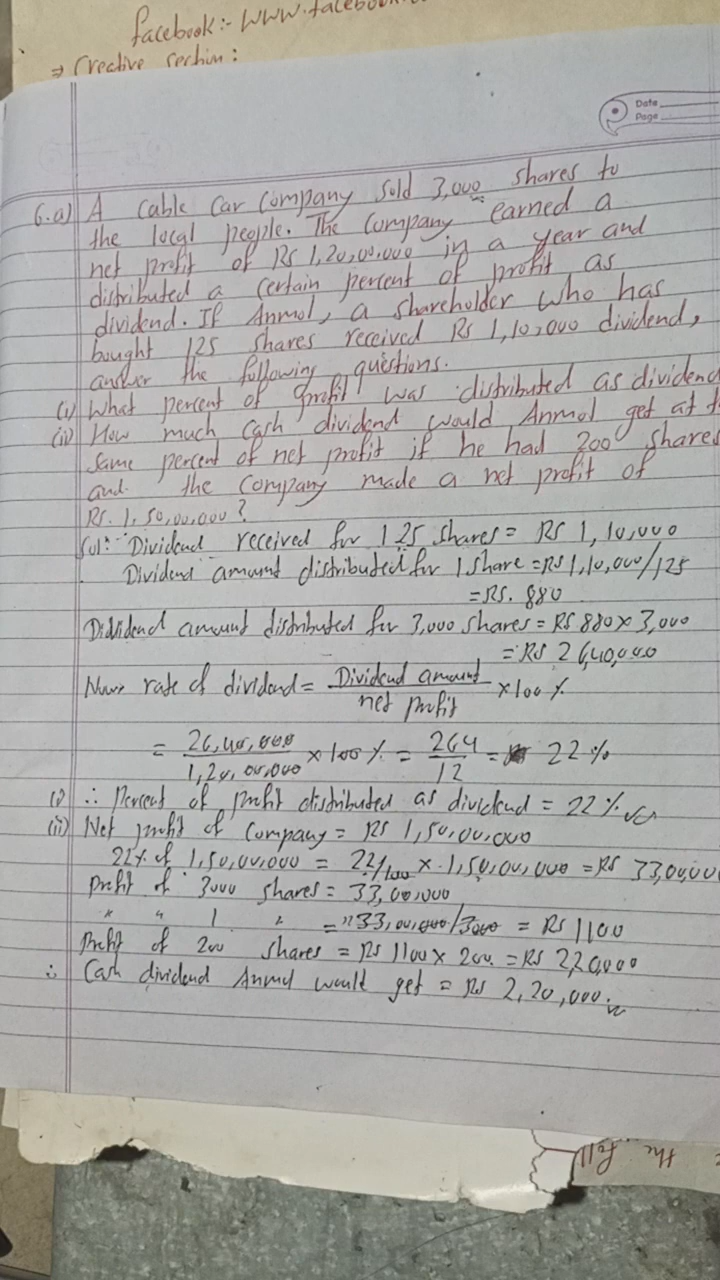 facebook:- www.facebook.
⇒ Creative section:
Date
Page
6.a) A cable car company sold 3,000 shares to
the local people. The company earned a
net profit of Rs 1,20,00,000 in a year and
distributed a certain percent of profit as
dividend. If Anmol, a shareholder who has
bought 125 shares received Rs 1,10,000 dividend,
answer the following questions.
(i) What percent of profit was distributed as dividend
(ii) How much cash dividend would Anmol get at t
same percent of net profit if he had 200 shares
and the company made a net profit of
Rs. 1,50,00,000?
Sol:- Dividend received for 125 shares = Rs 1,10,000
Dividend amount distributed for 1 share = Rs 1,10,000/125
= Rs. 880
Dividend amount distributed for 3,000 shares = Rs 880 × 3,000
= Rs 26,40,000
Now rate of dividend = Dividend amount/net profit × 100 %
= 26,40,000/1,20,00,000 × 100 % = 264/12 = 22 %
(i) ∴ Percent of profit distributed as dividend = 22 %
(ii) Net profit of company = Rs 1,50,00,000
22% of 1,50,00,000 = 22/100 × 1,50,00,000 = Rs 33,00,00
Profit of 3000 shares = 33,00,000
" " 1 " = 33,00,000/3000 = Rs 1100
Profit of 200 shares = Rs 1100 × 200 = Rs 2,20,000
∴ Cash dividend Anmol would get = Rs 2,20,000.
the fell